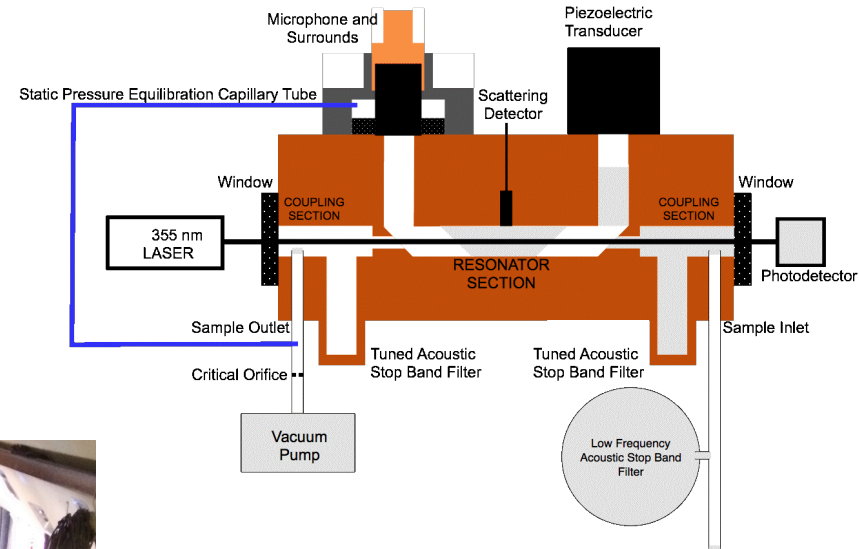 Microphone and
Surrounds
Piezoelectric
Transducer
Static Pressure Equilibration Capillary Tube
Scattering
Detector
Window
COUPLING
SECTION
COUPLING
SECTION
Window
355 nm
LASER
RESONATOR
SECTION
Photodetector
Sample Outlet
Tuned Acoustic
Stop Band Filter
Tuned Acoustic
Stop Band Filter
Sample Inlet
Critical Orifice
Vacuum
Pump
Low Frequency
Acoustic Stop Band
Filter